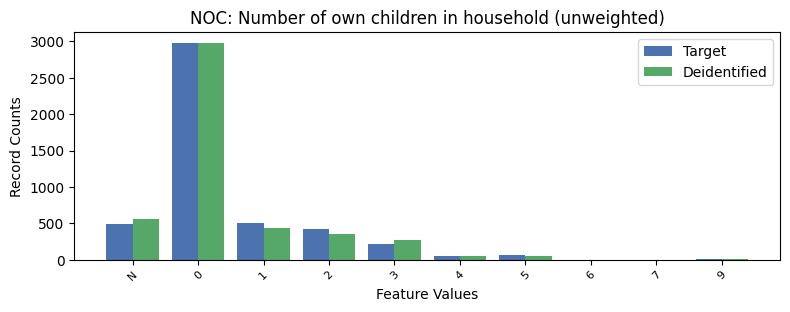 NOC: Number of own children in household (unweighted)
Target
Deidentified
Record Counts
3000
2500
2000
1500
1000
500
0
N 0 1 2 3 4 5 6 7 9
Feature Values